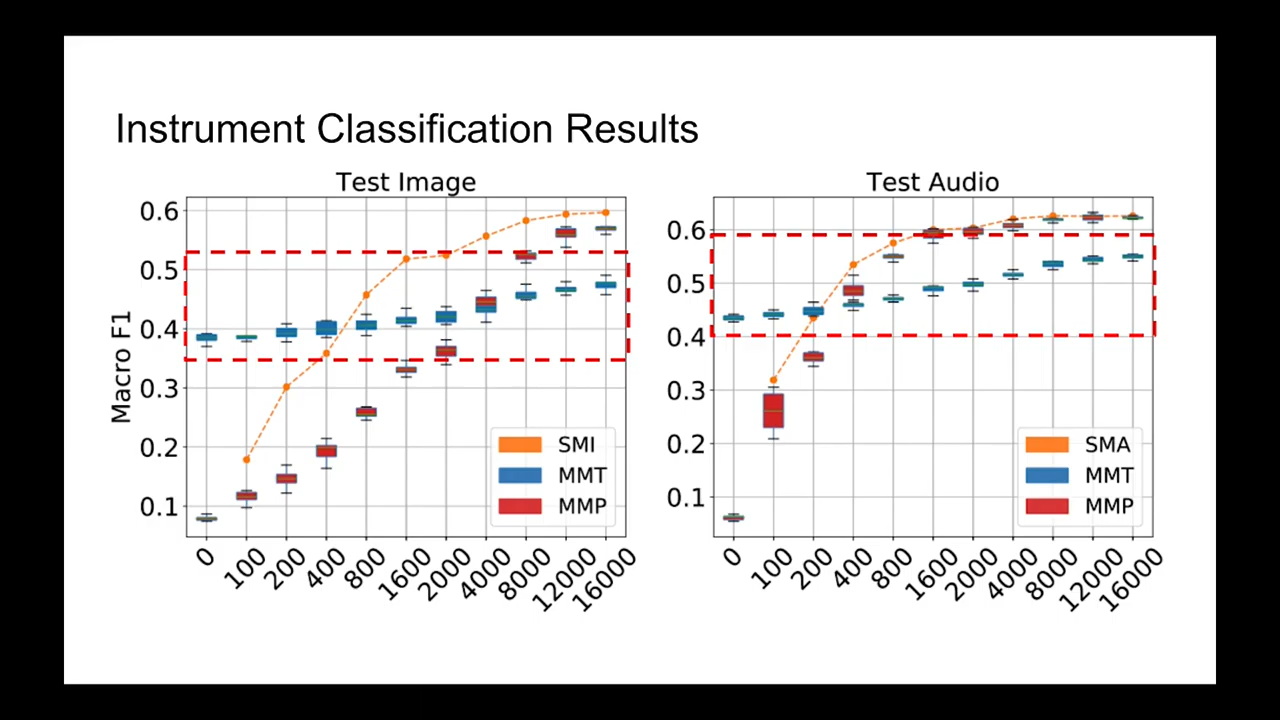 Instrument Classification Results
Test Image
Macro F1
0.6
0.5
0.4
0.3
0.2
0.1
SMI
MMT
MMP
0 100 200 400 800 1600 2000 4000 8000 12000 16000
Test Audio
0.6
0.5
0.4
0.3
0.2
0.1
SMA
MMT
MMP
0 100 200 400 800 1600 2000 4000 8000 12000 16000